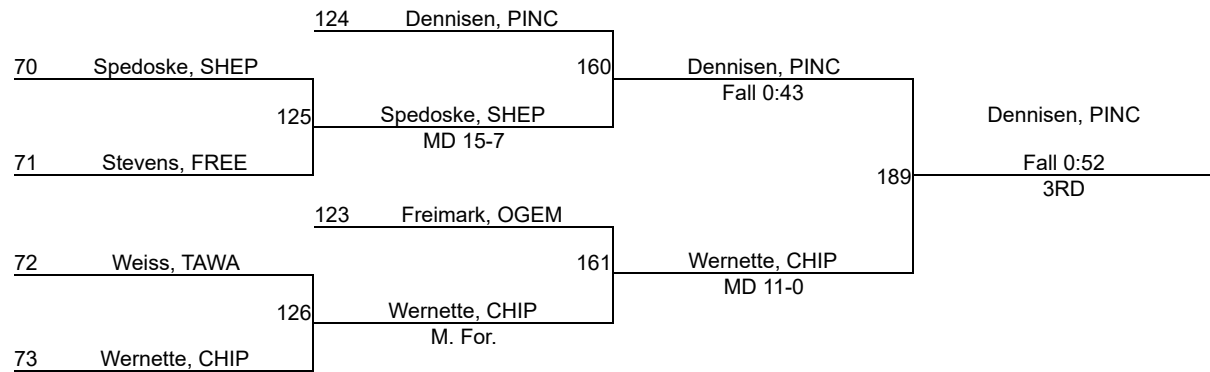 124 Dennisen, PINC
70 Spedoske, SHEP
160 Dennisen, PINC
Fall 0:43
125 Spedoske, SHEP
MD 15-7
Dennisen, PINC
71 Stevens, FREE
Fall 0:52
189
3RD
123 Freimark, OGEM
72 Weiss, TAWA
161 Wernette, CHIP
MD 11-0
126 Wernette, CHIP
M. For.
73 Wernette, CHIP